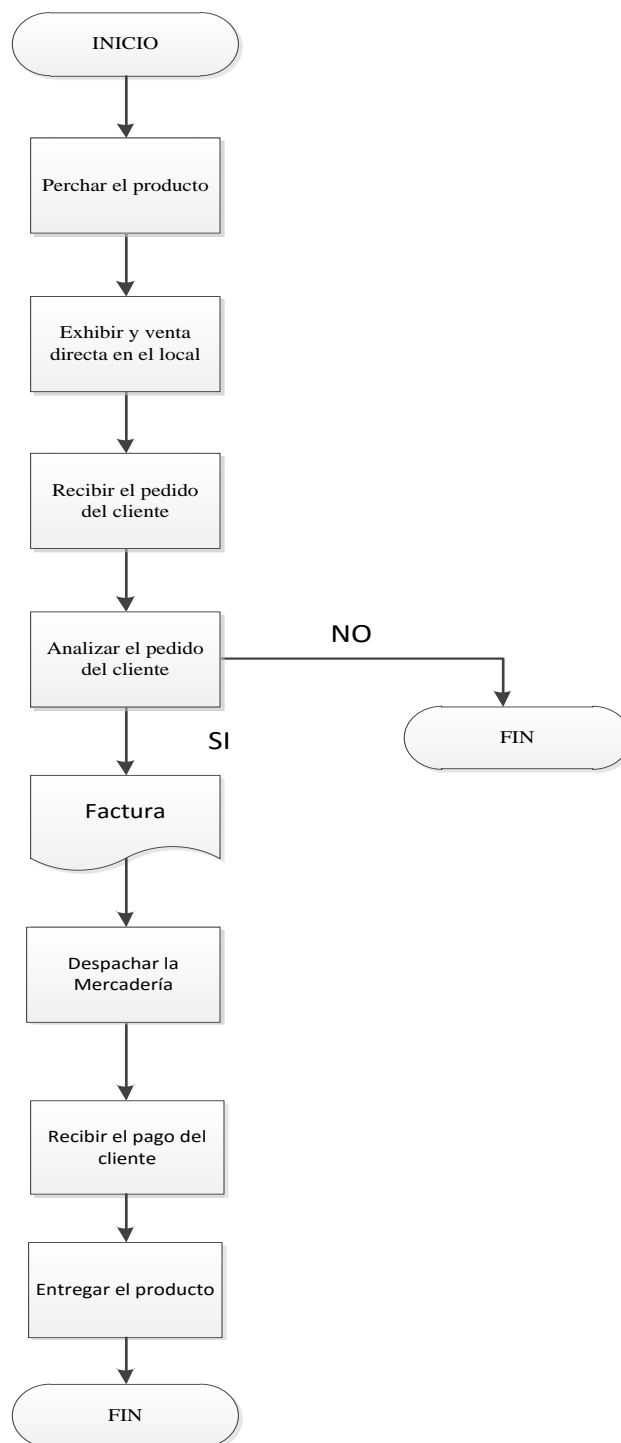 INICIO
Perchar el producto
Exhibir y venta
directa en el local
Recibir el pedido
del cliente
Analizar el pedido
del cliente
NO
FIN
SI
Factura
Despachar la
Mercadería
Recibir el pago del
cliente
Entregar el producto
FIN